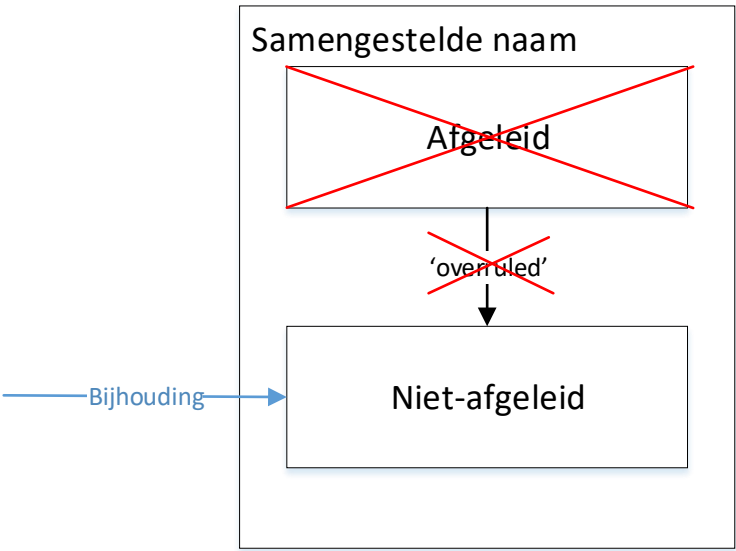 Samengestelde naam
Afgeleid
‘overruled’
Bijhouding
Niet-afgeleid